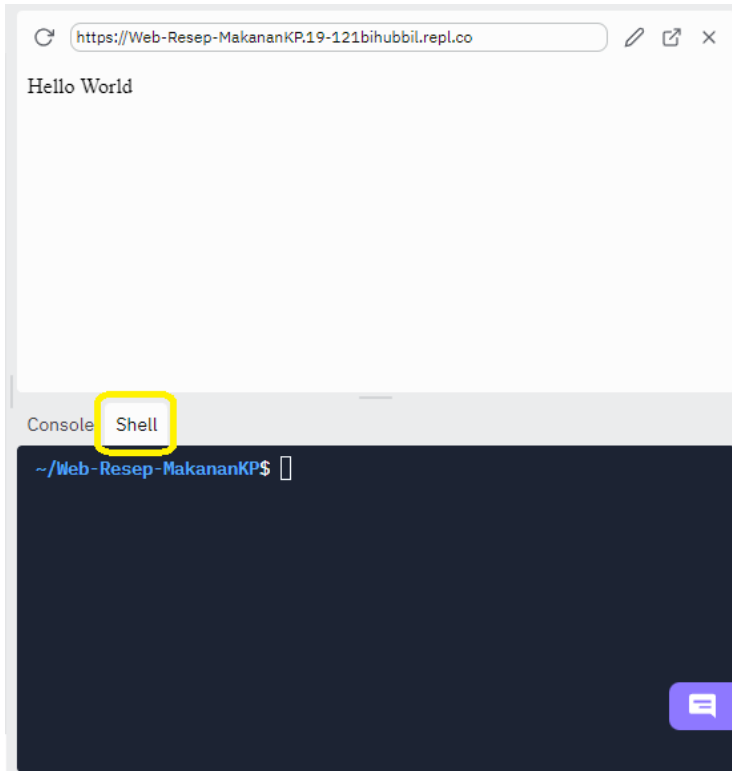 https://Web-Resep-MakananKP.19-121bihubbil.repl.co
Hello World
Console Shell
~/Web-Resep-MakananKP$